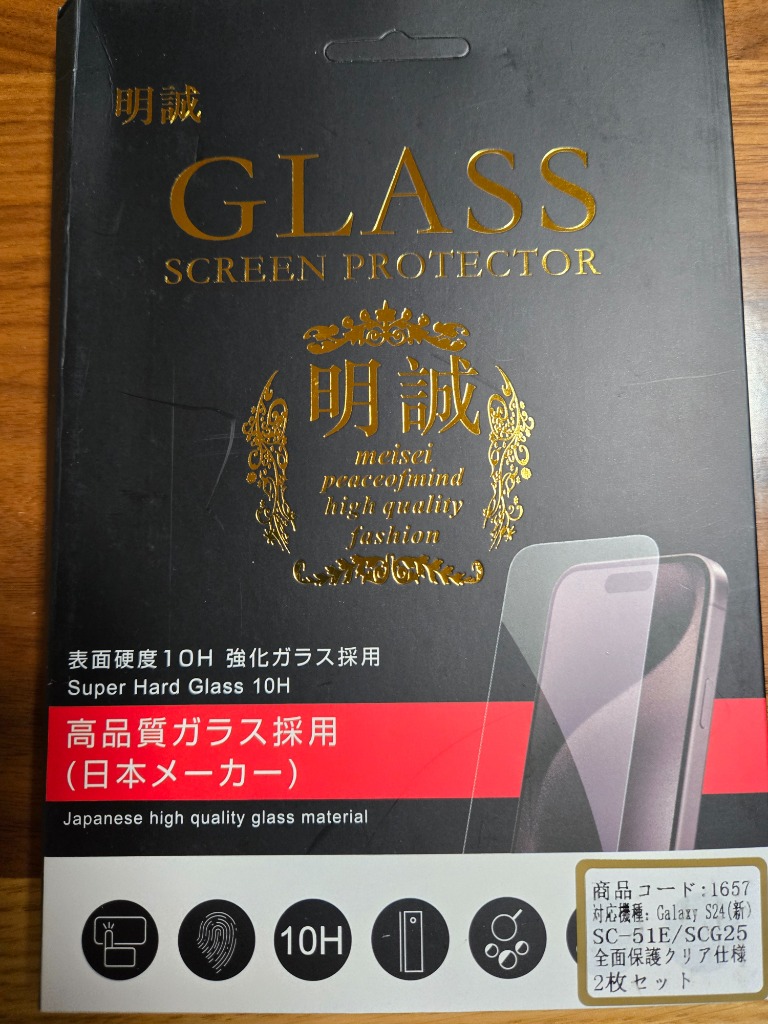 明誠
GLASS
SCREEN PROTECTOR
明誠
meisei
peaceofmind
high quality
fashion
表面硬度10H 強化ガラス採用
Super Hard Glass 10H
高品質ガラス採用
(日本メーカー)
Japanese high quality glass material
10H
商品コード:1657
対応機種: Galaxy S24(新)
SC-51E/SCG25
全面保護クリア仕様
2枚セット